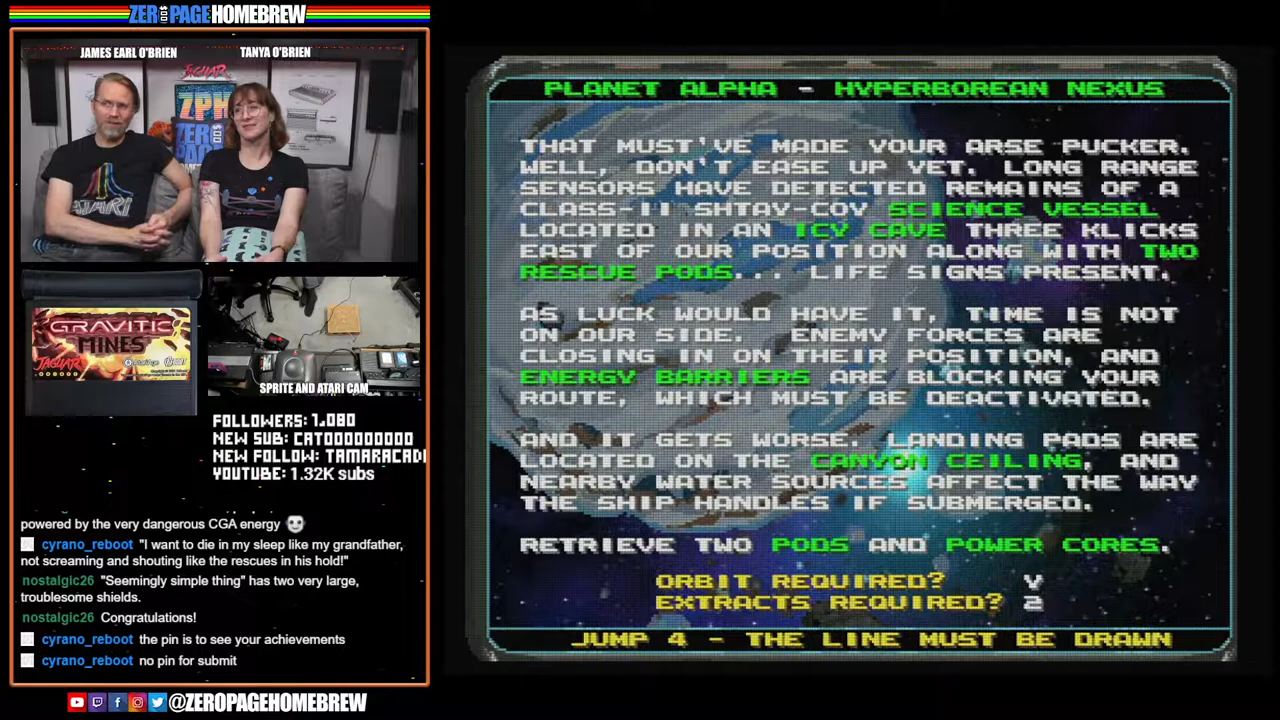 ZEROPAGEHOMEBREW
JAMES EARL O'BRIEN
TANYA O'BRIEN
JAGUAR
ZPH
ZERO
PAGE
ATARI
GRAVITIC
MINES
JAGUAR
SPRITE AND ATARI CAM
FOLLOWERS: 1,080
NEW SUB: CATO00000000
NEW FOLLOW: TAMARACAD
YOUTUBE: 1.32K subs
powered by the very dangerous CGA energy
cyrano_reboot "I want to die in my sleep like my grandfather,
not screaming and shouting like the rescues in his hold!"
nostalgic26 "Seemingly simple thing" has two very large,
troublesome shields.
nostalgic26 Congratulations!
cyrano_reboot the pin is to see your achievements
cyrano_reboot no pin for submit
@ZEROPAGEHOMEBREW
PLANET ALPHA - HYPERBOREAN NEXUS
THAT MUST'VE MADE YOUR ARSE PUCKER.
WELL, DON'T EASE UP YET. LONG RANGE
SENSORS HAVE DETECTED REMAINS OF A
CLASS-II SHTAV COV SCIENCE VESSEL
LOCATED IN AN ICY CAVE THREE KLICKS
EAST OF OUR POSITION ALONG WITH TWO
RESCUE PODS... LIFE SIGNS PRESENT.
AS LUCK WOULD HAVE IT, TIME IS NOT
ON OUR SIDE. ENEMY FORCES ARE
CLOSING IN ON THEIR POSITION, AND
ENERGY BARRIERS ARE BLOCKING YOUR
ROUTE, WHICH MUST BE DEACTIVATED.
AND IT GETS WORSE. LANDING PADS ARE
LOCATED ON THE CANYON CEILING, AND
NEARBY WATER SOURCES AFFECT THE WAY
THE SHIP HANDLES IF SUBMERGED.
RETRIEVE TWO PODS AND POWER CORES.
ORBIT REQUIRED? Y
EXTRACTS REQUIRED? 2
JUMP 4 - THE LINE MUST BE DRAWN